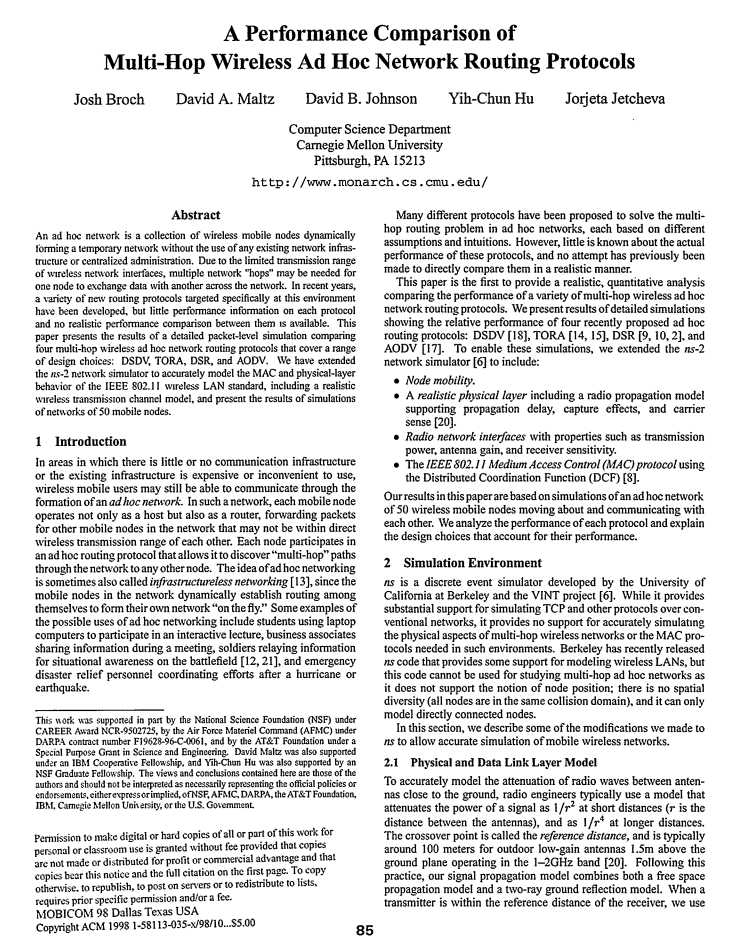 A Performance Comparison of
Multi-Hop Wireless Ad Hoc Network Routing Protocols
Josh Broch David A. Maltz David B. Johnson Yih-Chun Hu Jorjeta Jetcheva
Computer Science Department
Carnegie Mellon University
Pittsburgh, PA 15213
http://www.monarch.cs.cmu.edu/
Abstract
An ad hoc network is a collection of wireless mobile nodes dynamically
forming a temporary network without the use of any existing network infras-
tructure or centralized administration. Due to the limited transmission range
of wireless network interfaces, multiple network "hops" may be needed for
one node to exchange data with another across the network. In recent years,
a variety of new routing protocols targeted specifically at this environment
have been developed, but little performance information on each protocol
and no realistic performance comparison between them is available. This
paper presents the results of a detailed packet-level simulation comparing
four multi-hop wireless ad hoc network routing protocols that cover a range
of design choices: DSDV, TORA, DSR, and AODV. We have extended
the ns-2 network simulator to accurately model the MAC and physical-layer
behavior of the IEEE 802.11 wireless LAN standard, including a realistic
wireless transmission channel model, and present the results of simulations
of networks of 50 mobile nodes.
1 Introduction
In areas in which there is little or no communication infrastructure
or the existing infrastructure is expensive or inconvenient to use,
wireless mobile users may still be able to communicate through the
formation of an ad hoc network. In such a network, each mobile node
operates not only as a host but also as a router, forwarding packets
for other mobile nodes in the network that may not be within direct
wireless transmission range of each other. Each node participates in
an ad hoc routing protocol that allows it to discover “multi-hop” paths
through the network to any other node. The idea of ad hoc networking
is sometimes also called infrastructureless networking [13], since the
mobile nodes in the network dynamically establish routing among
themselves to form their own network “on the fly.” Some examples of
the possible uses of ad hoc networking include students using laptop
computers to participate in an interactive lecture, business associates
sharing information during a meeting, soldiers relaying information
for situational awareness on the battlefield [12, 21], and emergency
disaster relief personnel coordinating efforts after a hurricane or
earthquake.
This work was supported in part by the National Science Foundation (NSF) under
CAREER Award NCR-9502725, by the Air Force Materiel Command (AFMC) under
DARPA contract number F19628-96-C-0061, and by the AT&T Foundation under a
Special Purpose Grant in Science and Engineering. David Maltz was also supported
under an IBM Cooperative Fellowship, and Yih-Chun Hu was also supported by an
NSF Graduate Fellowship. The views and conclusions contained here are those of the
authors and should not be interpreted as necessarily representing the official policies or
endorsements, either express or implied, of NSF, AFMC, DARPA, the AT&T Foundation,
IBM, Carnegie Mellon University, or the U.S. Government.
Permission to make digital or hard copies of all or part of this work for
personal or classroom use is granted without fee provided that copies
are not made or distributed for profit or commercial advantage and that
copies bear this notice and the full citation on the first page. To copy
otherwise, to republish, to post on servers or to redistribute to lists,
requires prior specific permission and/or a fee.
MOBICOM 98 Dallas Texas USA
Copyright ACM 1998 1-58113-035-x/98/10...$5.00
Many different protocols have been proposed to solve the multi-
hop routing problem in ad hoc networks, each based on different
assumptions and intuitions. However, little is known about the actual
performance of these protocols, and no attempt has previously been
made to directly compare them in a realistic manner.
This paper is the first to provide a realistic, quantitative analysis
comparing the performance of a variety of multi-hop wireless ad hoc
network routing protocols. We present results of detailed simulations
showing the relative performance of four recently proposed ad hoc
routing protocols: DSDV [18], TORA [14, 15], DSR [9, 10, 2], and
AODV [17]. To enable these simulations, we extended the ns-2
network simulator [6] to include:
• Node mobility.
• A realistic physical layer including a radio propagation model
supporting propagation delay, capture effects, and carrier
sense [20].
• Radio network interfaces with properties such as transmission
power, antenna gain, and receiver sensitivity.
• The IEEE 802.11 Medium Access Control (MAC) protocol using
the Distributed Coordination Function (DCF) [8].
Our results in this paper are based on simulations of an ad hoc network
of 50 wireless mobile nodes moving about and communicating with
each other. We analyze the performance of each protocol and explain
the design choices that account for their performance.
2 Simulation Environment
ns is a discrete event simulator developed by the University of
California at Berkeley and the VINT project [6]. While it provides
substantial support for simulating TCP and other protocols over con-
ventional networks, it provides no support for accurately simulating
the physical aspects of multi-hop wireless networks or the MAC pro-
tocols needed in such environments. Berkeley has recently released
ns code that provides some support for modeling wireless LANs, but
this code cannot be used for studying multi-hop ad hoc networks as
it does not support the notion of node position; there is no spatial
diversity (all nodes are in the same collision domain), and it can only
model directly connected nodes.
In this section, we describe some of the modifications we made to
ns to allow accurate simulation of mobile wireless networks.
2.1 Physical and Data Link Layer Model
To accurately model the attenuation of radio waves between anten-
nas close to the ground, radio engineers typically use a model that
attenuates the power of a signal as 1/r² at short distances (r is the
distance between the antennas), and as 1/r⁴ at longer distances.
The crossover point is called the reference distance, and is typically
around 100 meters for outdoor low-gain antennas 1.5m above the
ground plane operating in the 1–2GHz band [20]. Following this
practice, our signal propagation model combines both a free space
propagation model and a two-ray ground reflection model. When a
transmitter is within the reference distance of the receiver, we use
85